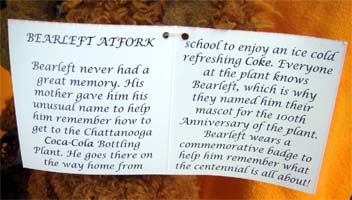 BEARLEFT ATFORK
Bearleft never had a
great memory. His
mother gave him his
unusual name to help
him remember how to
get to the Chattanooga
Coca-Cola Bottling
Plant. He goes there on
the way home from
school to enjoy an ice cold
refreshing Coke. Everyone
at the plant knows
Bearleft, which is why
they named him their
mascot for the 100th
Anniversary of the plant.
Bearleft wears a
commemorative badge to
help him remember what
the centennial is all about!